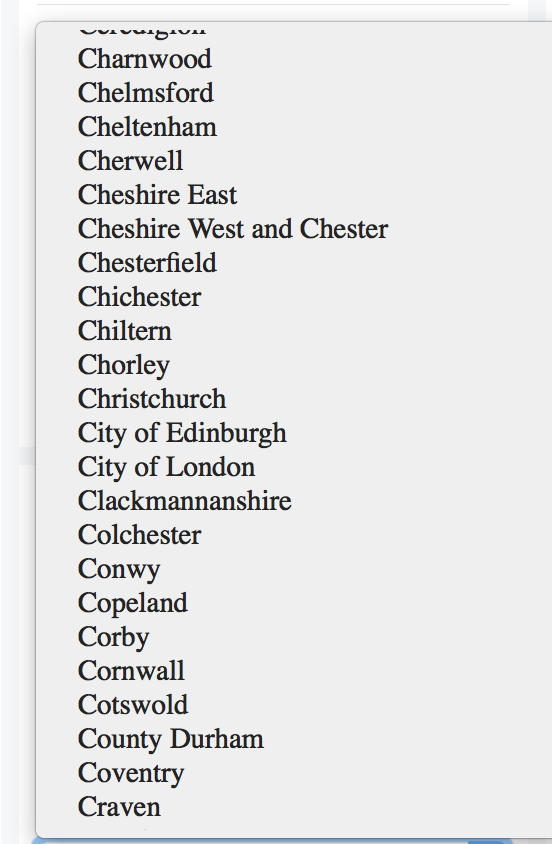 Ceredigion
Charnwood
Chelmsford
Cheltenham
Cherwell
Cheshire East
Cheshire West and Chester
Chesterfield
Chichester
Chiltern
Chorley
Christchurch
City of Edinburgh
City of London
Clackmannanshire
Colchester
Conwy
Copeland
Corby
Cornwall
Cotswold
County Durham
Coventry
Craven